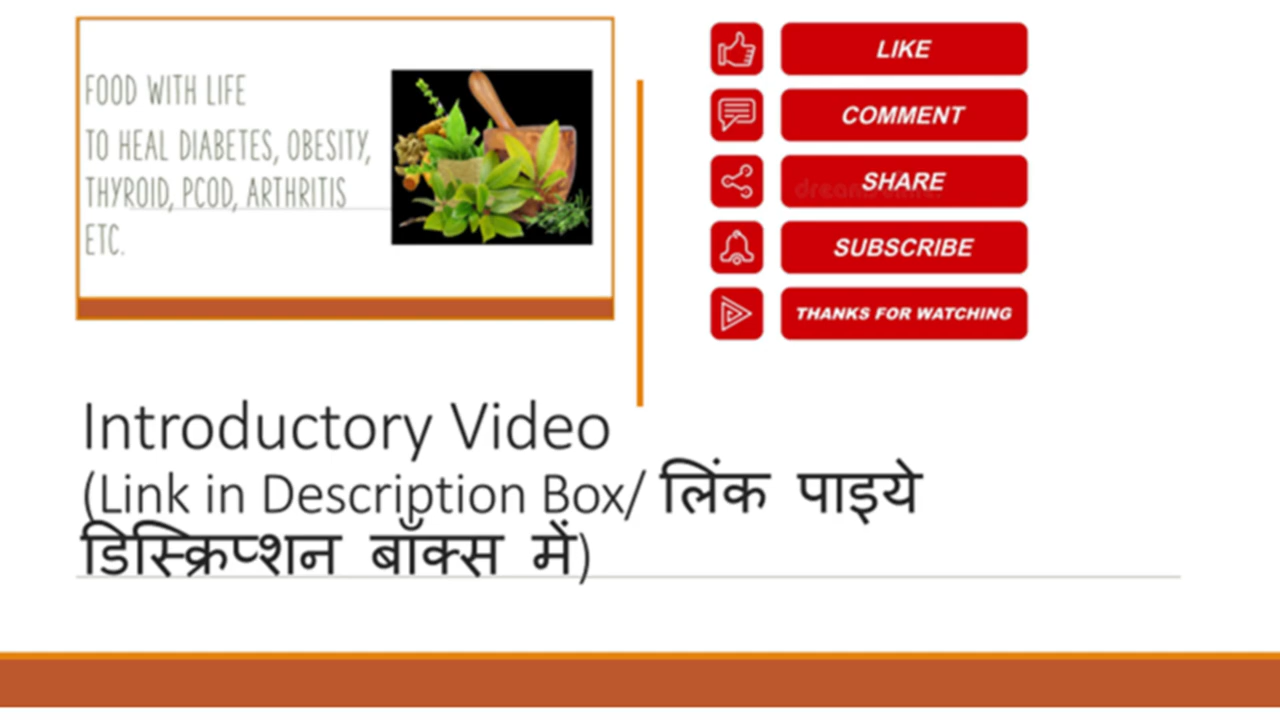 FOOD WITH LIFE
TO HEAL DIABETES, OBESITY,
THYROID, PCOD, ARTHRITIS
ETC.
LIKE
COMMENT
SHARE
SUBSCRIBE
THANKS FOR WATCHING
Introductory Video
(Link in Description Box/ लिंक पाइये
डिस्क्रिप्शन बॉक्स में)